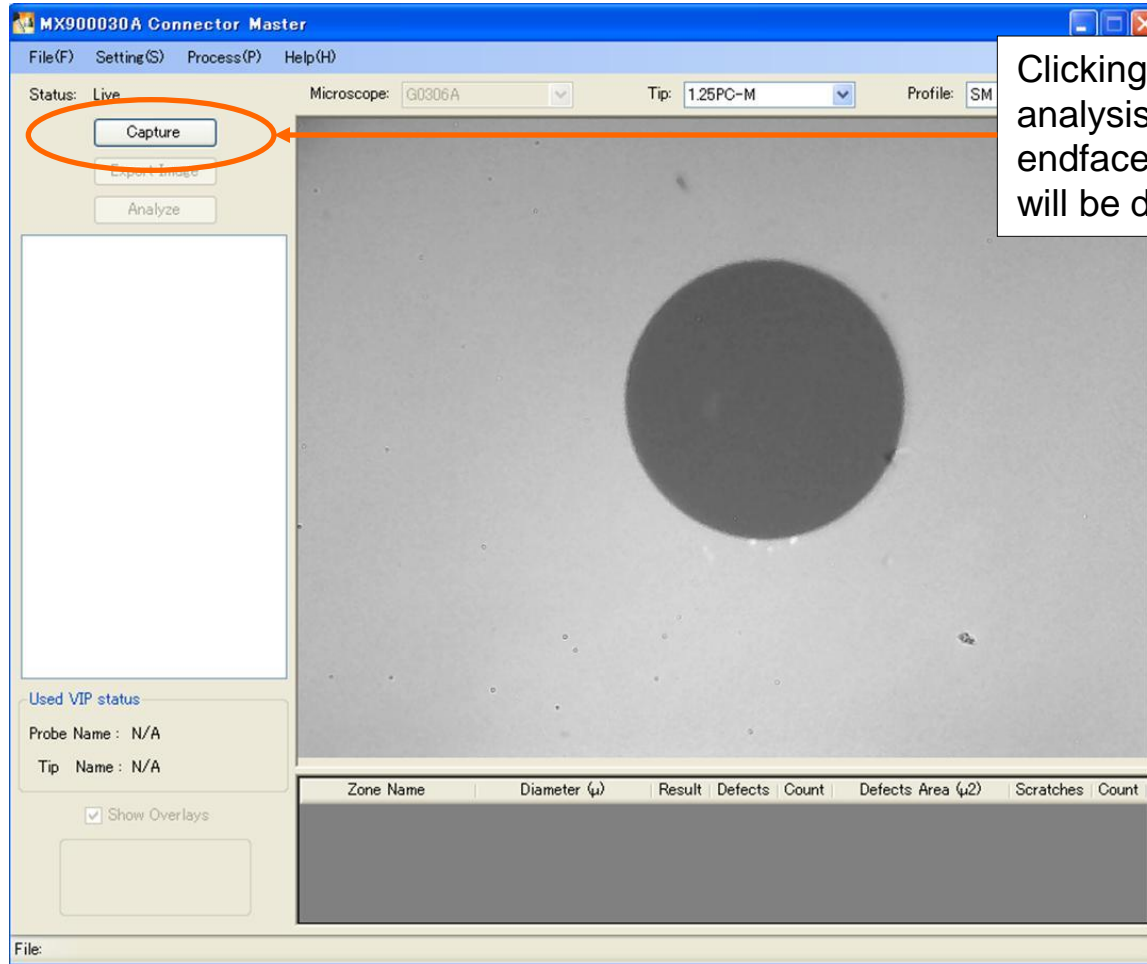 MX900030A Connector Master
File(F) Setting(S) Process(P) Help(H)
Status: Live Microscope: G0306A Tip: 1.25PC-M Profile: SM
Clicking
analysis
endface
will be d
Capture
Export Image
Analyze
Used VIP status
Probe Name : N/A
Tip Name : N/A
Show Overlays
Zone Name Diameter (μ) Result Defects Count Defects Area (μ2) Scratches Count
File: